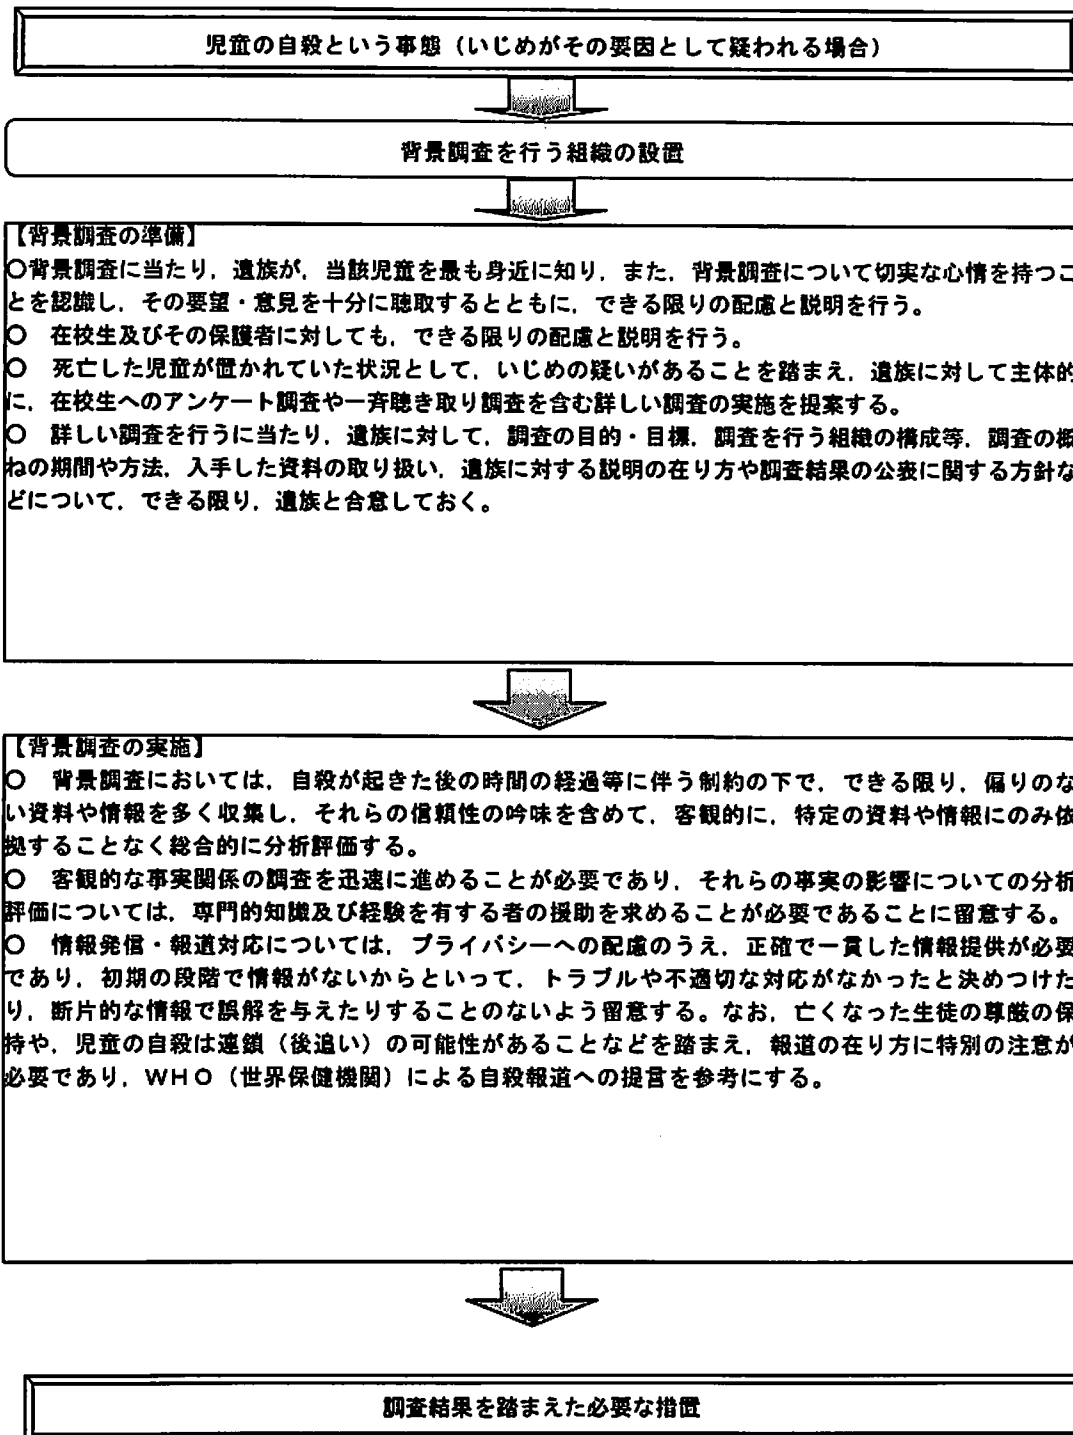 児童の自殺という事態（いじめがその要因として疑われる場合）
背景調査を行う組織の設置
【背景調査の準備】
○背景調査に当たり，遺族が，当該児童を最も身近に知り，また，背景調査について切実な心情を持つこ
とを認識し，その要望・意見を十分に聴取するとともに，できる限りの配慮と説明を行う。
○　在校生及びその保護者に対しても，できる限りの配慮と説明を行う。
○　死亡した児童が置かれていた状況として，いじめの疑いがあることを踏まえ，遺族に対して主体的
に，在校生へのアンケート調査や一斉聴き取り調査を含む詳しい調査の実施を提案する。
○　詳しい調査を行うに当たり，遺族に対して，調査の目的・目標，調査を行う組織の構成等，調査の概
ねの期間や方法，入手した資料の取り扱い，遺族に対する説明の在り方や調査結果の公表に関する方針な
どについて，できる限り，遺族と合意しておく。
【背景調査の実施】
○　背景調査においては，自殺が起きた後の時間の経過等に伴う制約の下で，できる限り，偏りのな
い資料や情報を多く収集し，それらの信頼性の吟味を含めて，客観的に，特定の資料や情報にのみ依
拠することなく総合的に分析評価する。
○　客観的な事実関係の調査を迅速に進めることが必要であり，それらの事実の影響についての分析
評価については，専門的知識及び経験を有する者の援助を求めることが必要であることに留意する。
○　情報発信・報道対応については，プライバシーへの配慮のうえ，正確で一貫した情報提供が必要
であり，初期の段階で情報がないからといって，トラブルや不適切な対応がなかったと決めつけた
り，断片的な情報で誤解を与えたりすることのないよう留意する。なお，亡くなった生徒の尊厳の保
持や，児童の自殺は連鎖（後追い）の可能性があることなどを踏まえ，報道の在り方に特別の注意が
必要であり，ＷＨＯ（世界保健機関）による自殺報道への提言を参考にする。
調査結果を踏まえた必要な措置